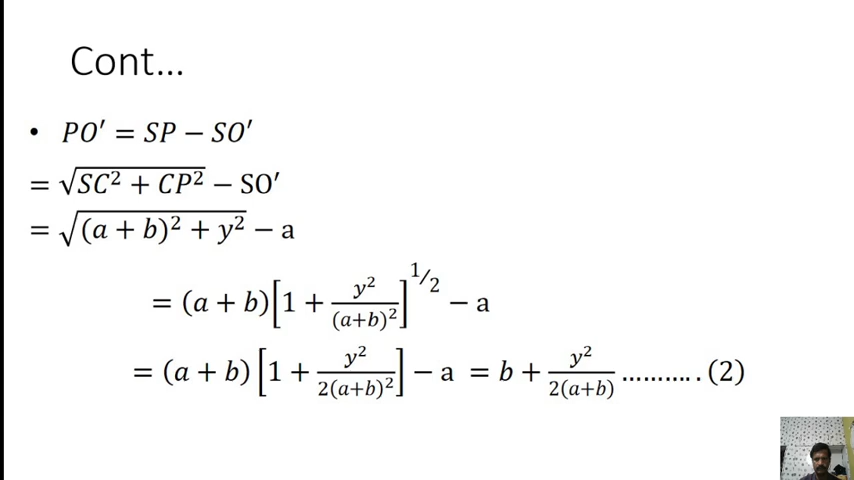 Cont…
• PO′ = SP − SO′
= √(SC² + CP²) − SO′
= √((a + b)² + y²) − a
= (a + b)[1 + y²/(a+b)²]^1/2 − a
= (a + b)[1 + y²/2(a+b)²] − a = b + y²/2(a+b) ………. (2)